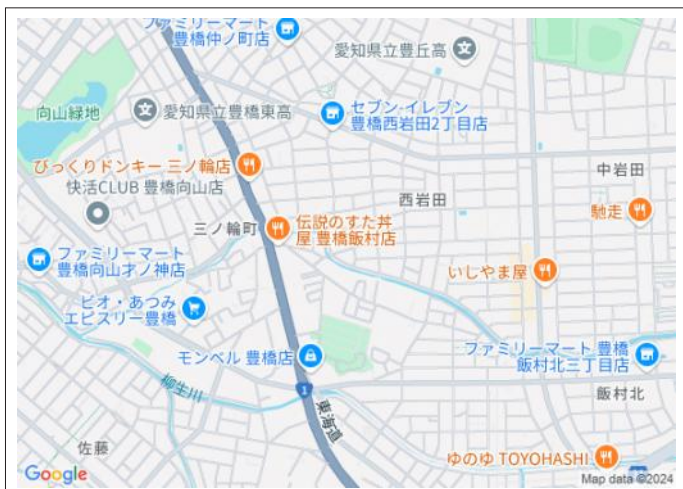 ファミリーマート
豊橋仲ノ町店
愛知県立豊丘高
向山緑地
愛知県立豊橋東高
セブン-イレブン
豊橋西岩田2丁目店
びっくりドンキー 三ノ輪店
快活CLUB 豊橋向山店
中岩田
西岩田
馳走
三ノ輪町
伝説のすた丼
屋 豊橋飯村店
ファミリーマート
豊橋向山才ノ神店
いしやま屋
ビオ・あつみ
エピスリー豊橋
モンベル 豊橋店
ファミリーマート 豊橋
飯村北三丁目店
柳生川
1
東海道
飯村北
佐藤
ゆのゆ TOYOHASHI
Google
Map data ©2024